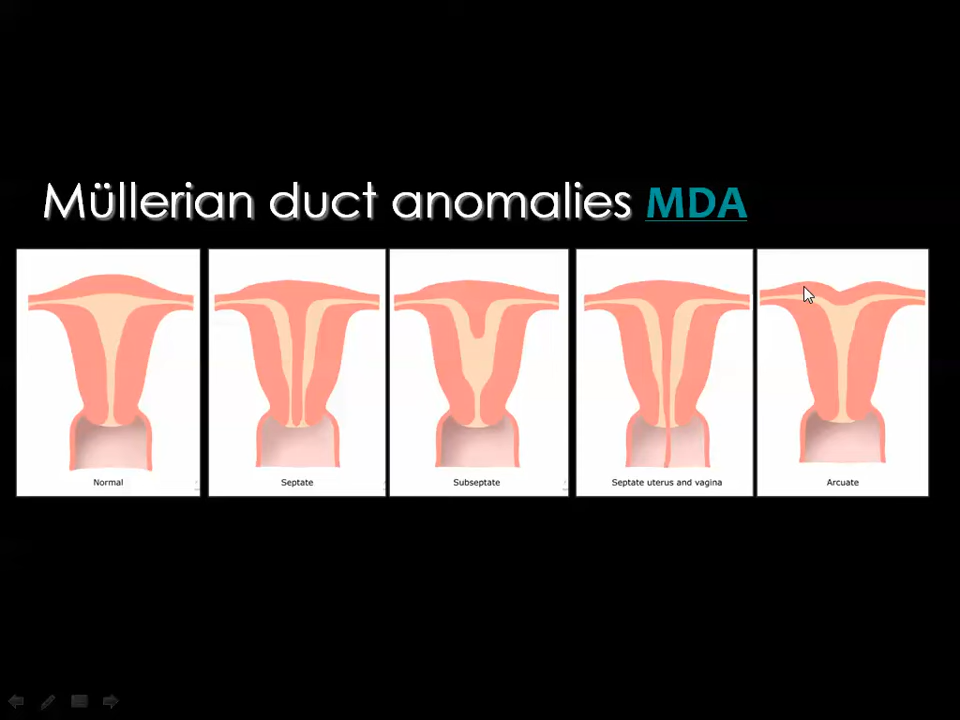 Müllerian duct anomalies MDA
Normal
Septate
Subseptate
Septate uterus and vagina
Arcuate